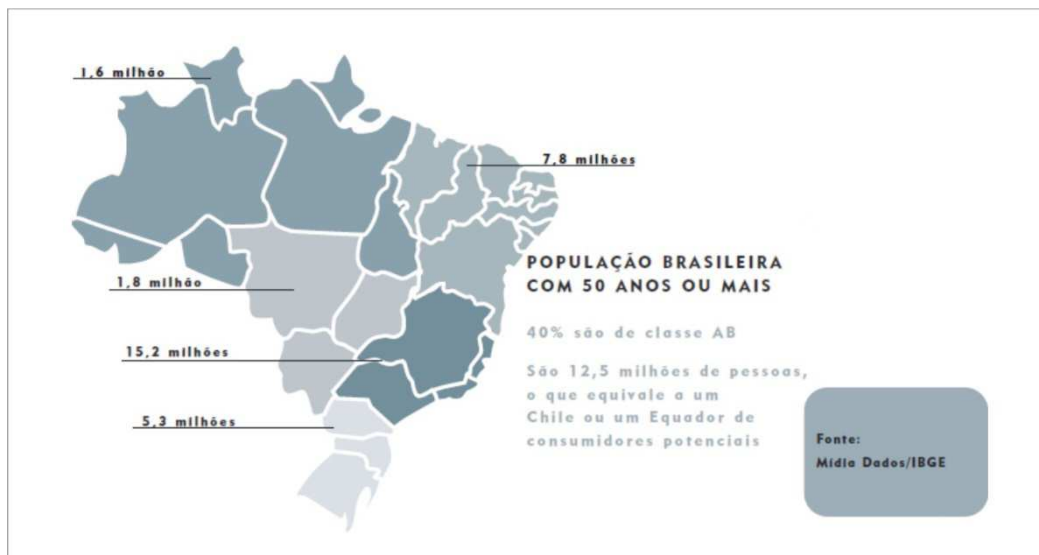 1,6 milhão
7,8 milhões
POPULAÇÃO BRASILEIRA
COM 50 ANOS OU MAIS
1,8 milhão
40% são de classe AB
15,2 milhões
São 12,5 milhões de pessoas,
o que equivale a um
Chile ou um Equador de
consumidores potenciais
5,3 milhões
Fonte:
Mídia Dados/IBGE